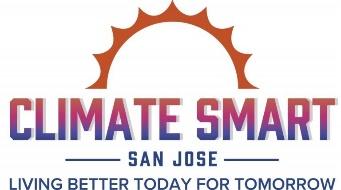 CLIMATE SMART
SAN JOSE
LIVING BETTER TODAY FOR TOMORROW